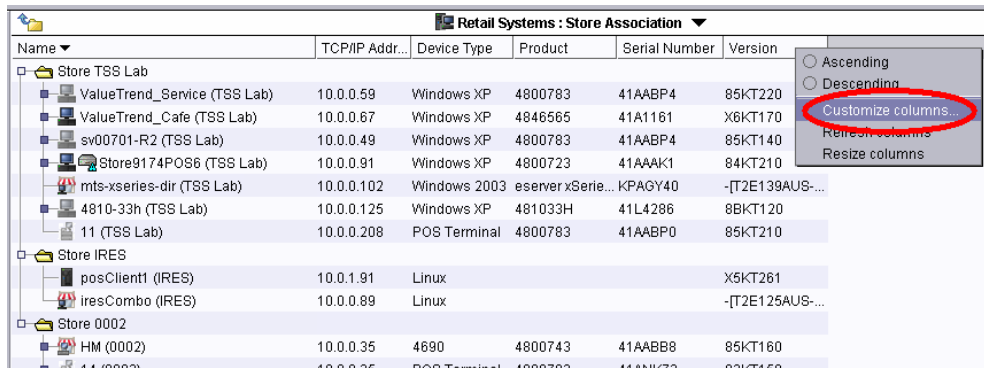 Retail Systems : Store Association
Name TCP/IP Addr... Device Type Product Serial Number Version
Ascending
Descending
Customize columns...
Refresh columns
Resize columns
Store TSS Lab
ValueTrend_Service (TSS Lab) 10.0.0.59 Windows XP 4800783 41AABP4 85KT220
ValueTrend_Cafe (TSS Lab) 10.0.0.67 Windows XP 4846565 41A1161 X6KT170
sv00701-R2 (TSS Lab) 10.0.0.49 Windows XP 4800783 41AABP4 85KT140
Store9174POS6 (TSS Lab) 10.0.0.91 Windows XP 4800723 41AAAK1 84KT210
mts-xseries-dir (TSS Lab) 10.0.0.102 Windows 2003 eserver xSerie... KPAGY40 -[T2E139AUS-...
4810-33h (TSS Lab) 10.0.0.125 Windows XP 481033H 41L4286 8BKT120
11 (TSS Lab) 10.0.0.208 POS Terminal 4800783 41AABP0 85KT210
Store IRES
posClient1 (IRES) 10.0.1.91 Linux X5KT261
iresCombo (IRES) 10.0.0.89 Linux -[T2E125AUS-...
Store 0002
HM (0002) 10.0.0.35 4690 4800743 41AABB8 85KT160